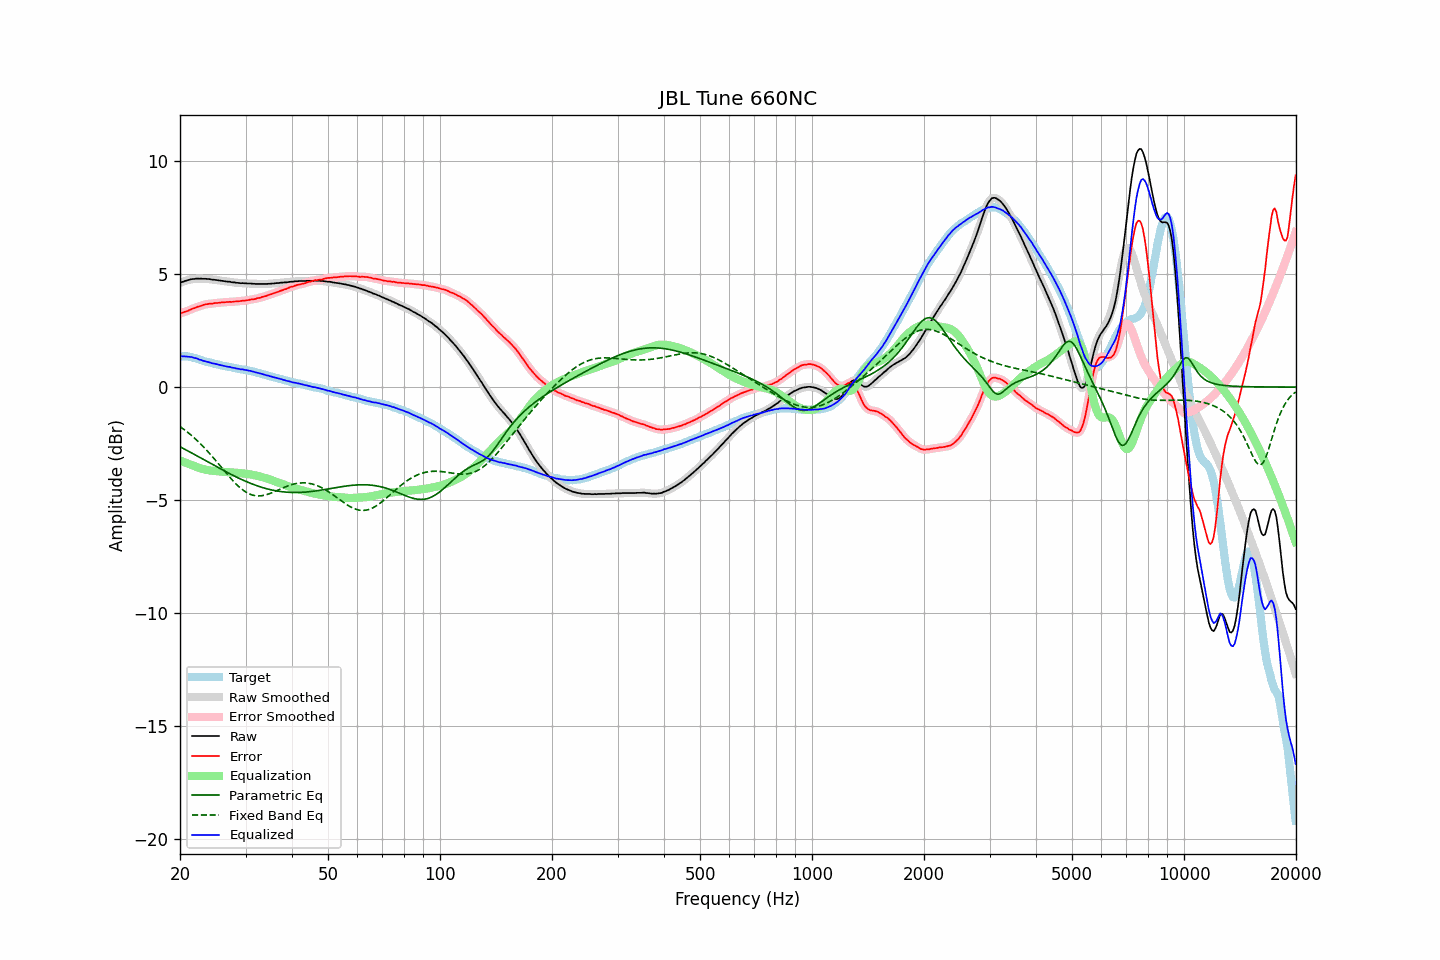 JBL Tune 660NC
Amplitude (dBr)
10
5
0
−5
−10
−15
−20
Target
Raw Smoothed
Error Smoothed
Raw
Error
Equalization
Parametric Eq
Fixed Band Eq
Equalized
20 50 100 200 500 1000 2000 5000 10000 20000
Frequency (Hz)